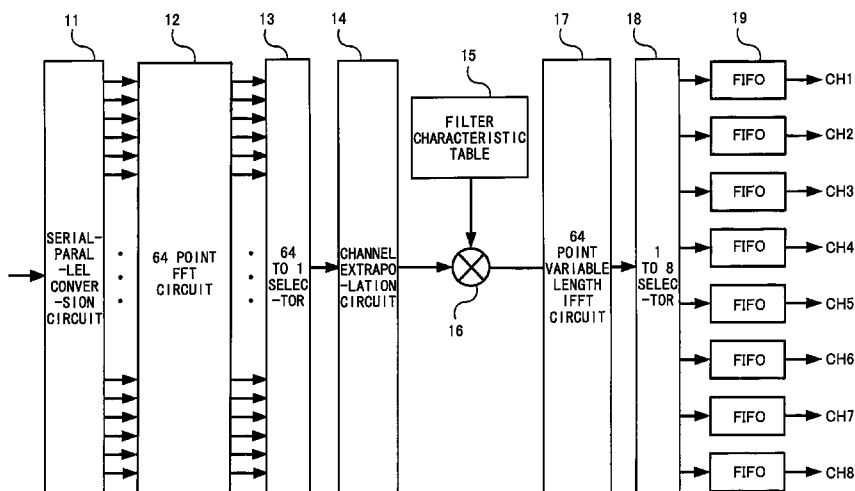 11
12
13
14
15
16
17
18
19
SERIAL-
PARAL
-LEL
CONVER
-SION
CIRCUIT
64 POINT
FFT
CIRCUIT
64
TO 1
SELEC
-TOR
CHANNEL
EXTRAPO
-LATION
CIRCUIT
FILTER
CHARACTERISTIC
TABLE
64
POINT
VARIABLE
LENGTH
IFFT
CIRCUIT
1
TO 8
SELEC
-TOR
FIFO
CH1
FIFO
CH2
FIFO
CH3
FIFO
CH4
FIFO
CH5
FIFO
CH6
FIFO
CH7
FIFO
CH8